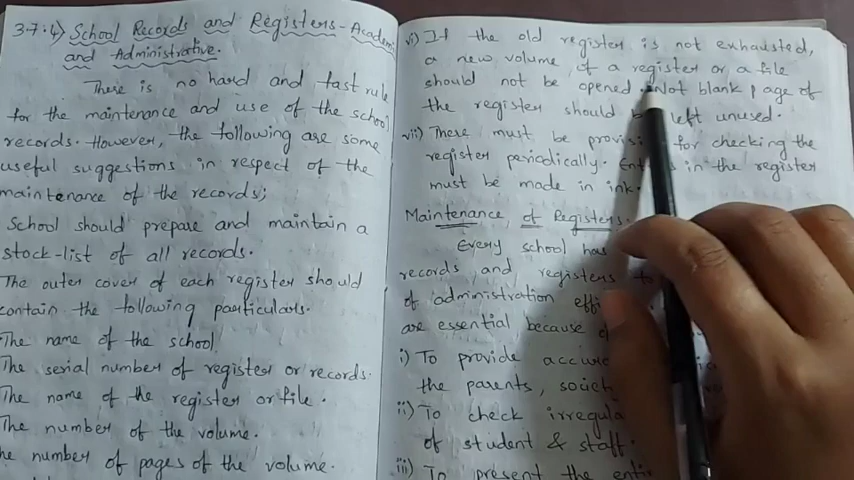 3.7.4) School Records and Registers - Academic
and Administrative.
There is no hard and fast rule
for the maintenance and use of the school
records. However, the following are some
useful suggestions in respect of the
maintenance of the records;
School should prepare and maintain a
stock-list of all records.
The outer cover of each register should
contain the following particulars.
The name of the school
The serial number of register or records.
The name of the register or file.
The number of the volume.
he number of pages of the volume.
vi) If the old register is not exhausted,
a new volume of a register or a file
should not be opened. Not blank page of
the register should left unused.
vii) There must be for checking the
register periodically. in the register
must be made in ink.
Maintenance of Registers.
Every school has
records and registers
of administration
are essential because
i) To provide
the parents,
ii) To check
of student & staff.
iii) To present the